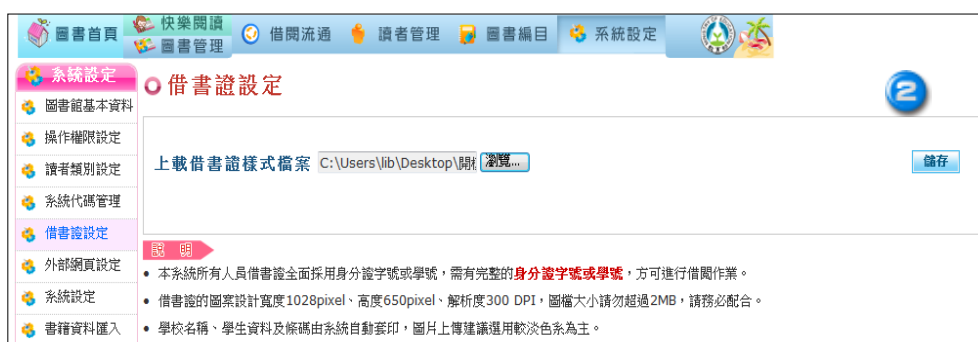 圖書首頁
快樂閱讀
圖書管理
借閱流通
讀者管理
圖書編目
系統設定
系統設定
圖書館基本資料
操作權限設定
讀者類別設定
系統代碼管理
借書證設定
外部網頁設定
系統設定
書籍資料匯入
借書證設定
2
上載借書證樣式檔案 C:\Users\lib\Desktop\開 瀏覽...
儲存
說 明
本系統所有人員借書證全面採用身分證字號或學號，需有完整的身分證字號或學號，方可進行借閱作業。
借書證的圖案設計寬度1028pixel、高度650pixel、解析度300 DPI，圖檔大小請勿超過2MB，請務必配合。
學校名稱、學生資料及條碼由系統自動套印，圖片上傳建議選用較淡色系為主。